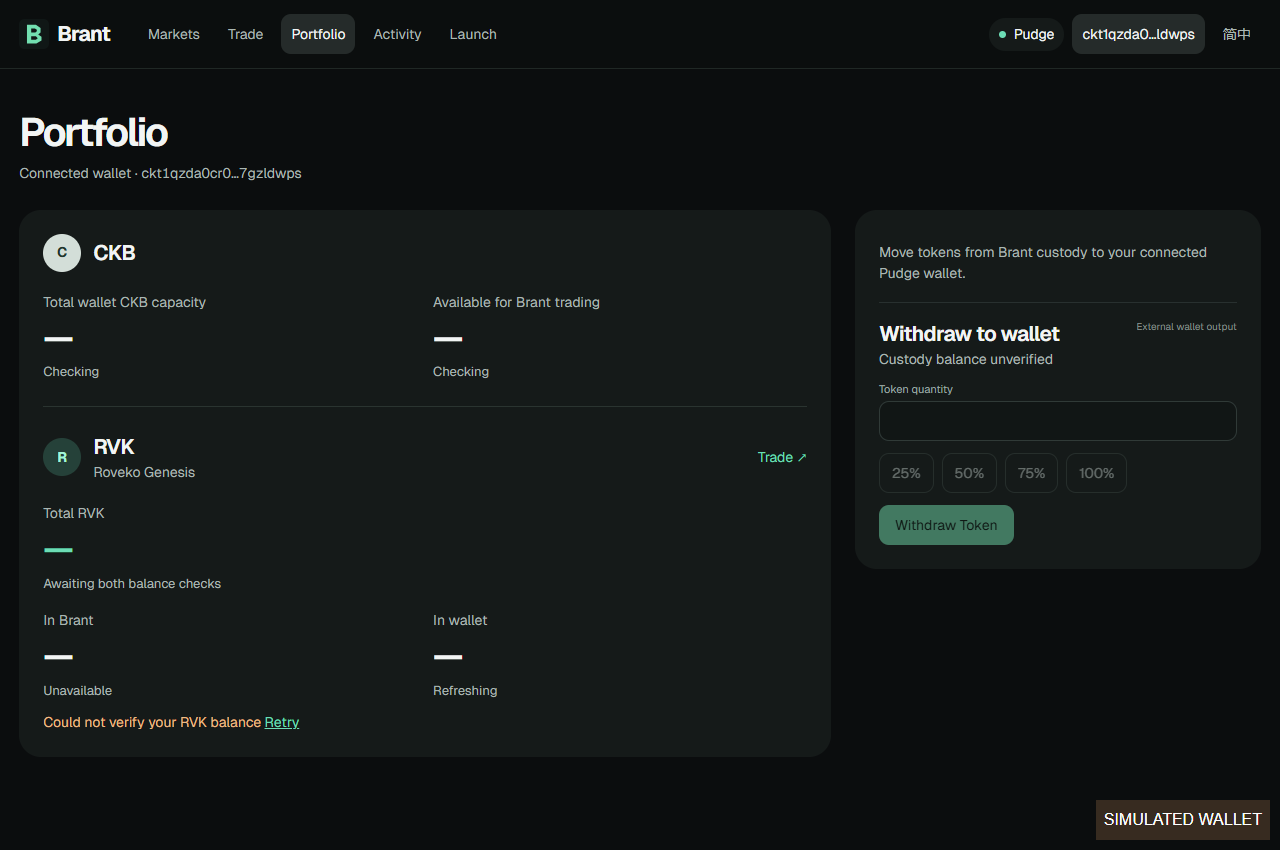 B Brant
Markets
Trade
Portfolio
Activity
Launch
Pudge
ckt1qzda0...ldwps
简中
Portfolio
Connected wallet · ckt1qzda0cr0...7gzldwps
C
CKB
Total wallet CKB capacity
Available for Brant trading
—
—
Checking
Checking
R
RVK
Roveko Genesis
Trade ↗
Total RVK
—
Awaiting both balance checks
In Brant
In wallet
—
—
Unavailable
Refreshing
Could not verify your RVK balance Retry
Move tokens from Brant custody to your connected
Pudge wallet.
Withdraw to wallet
External wallet output
Custody balance unverified
Token quantity
25%
50%
75%
100%
Withdraw Token
SIMULATED WALLET